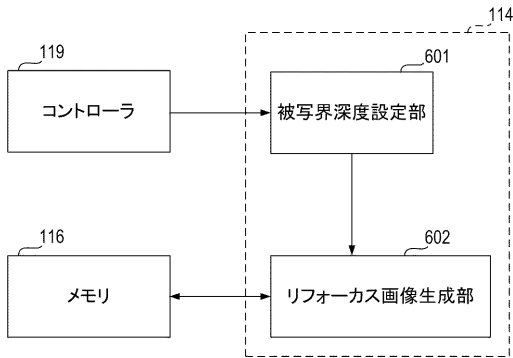 114
119
コントローラ
601
被写界深度設定部
116
メモリ
602
リフォーカス画像生成部